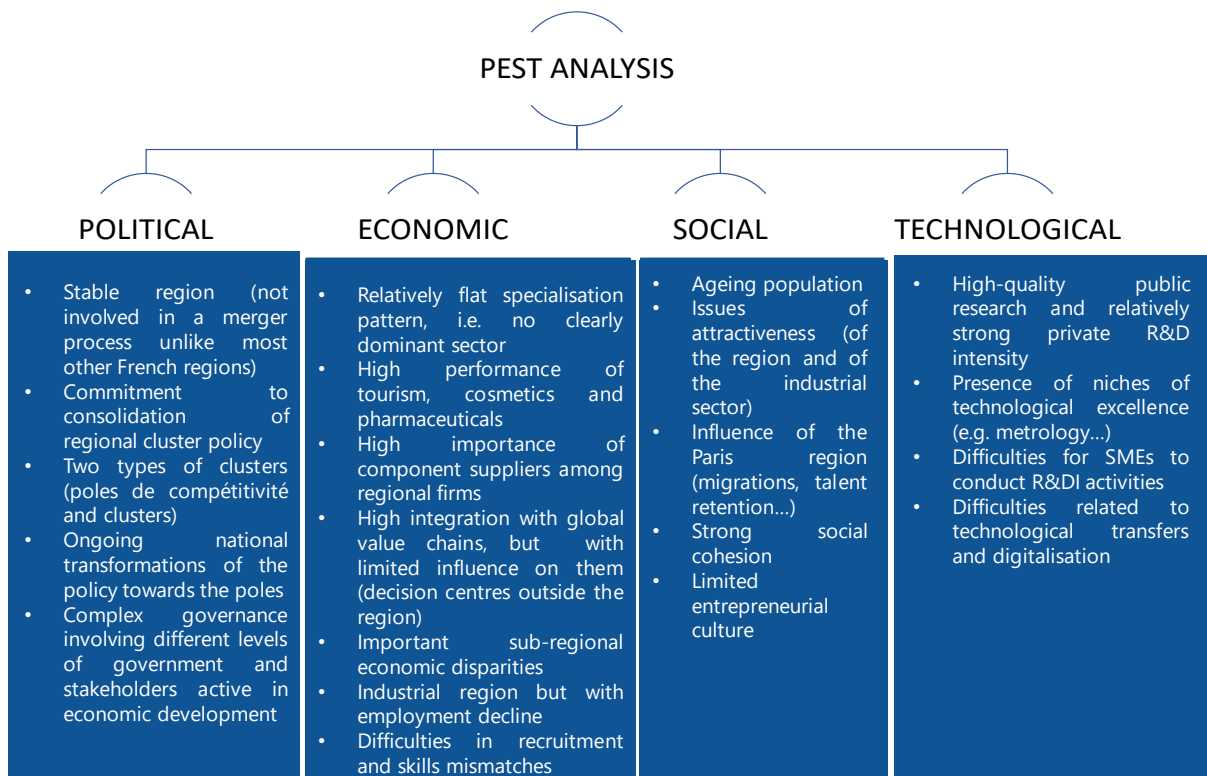 PEST ANALYSIS
POLITICAL
• Stable region (not
involved in a merger
process unlike most
other French regions)
• Commitment to
consolidation of
regional cluster policy
• Two types of clusters
(poles de compétitivité
and clusters)
• Ongoing national
transformations of the
policy towards the poles
• Complex governance
involving different levels
of government and
stakeholders active in
economic development
ECONOMIC
• Relatively flat specialisation
pattern, i.e. no clearly
dominant sector
• High performance of
tourism, cosmetics and
pharmaceuticals
• High importance of
component suppliers among
regional firms
• High integration with global
value chains, but with
limited influence on them
(decision centres outside the
region)
• Important sub-regional
economic disparities
• Industrial region but with
employment decline
• Difficulties in recruitment
and skills mismatches
SOCIAL
• Ageing population
• Issues of
attractiveness (of
the region and of
the industrial
sector)
• Influence of the
Paris region
(migrations, talent
retention...)
• Strong social
cohesion
• Limited
entrepreneurial
culture
TECHNOLOGICAL
• High-quality public
research and relatively
strong private R&D
intensity
• Presence of niches of
technological excellence
(e.g. metrology...)
• Difficulties for SMEs to
conduct R&DI activities
• Difficulties related to
technological transfers
and digitalisation